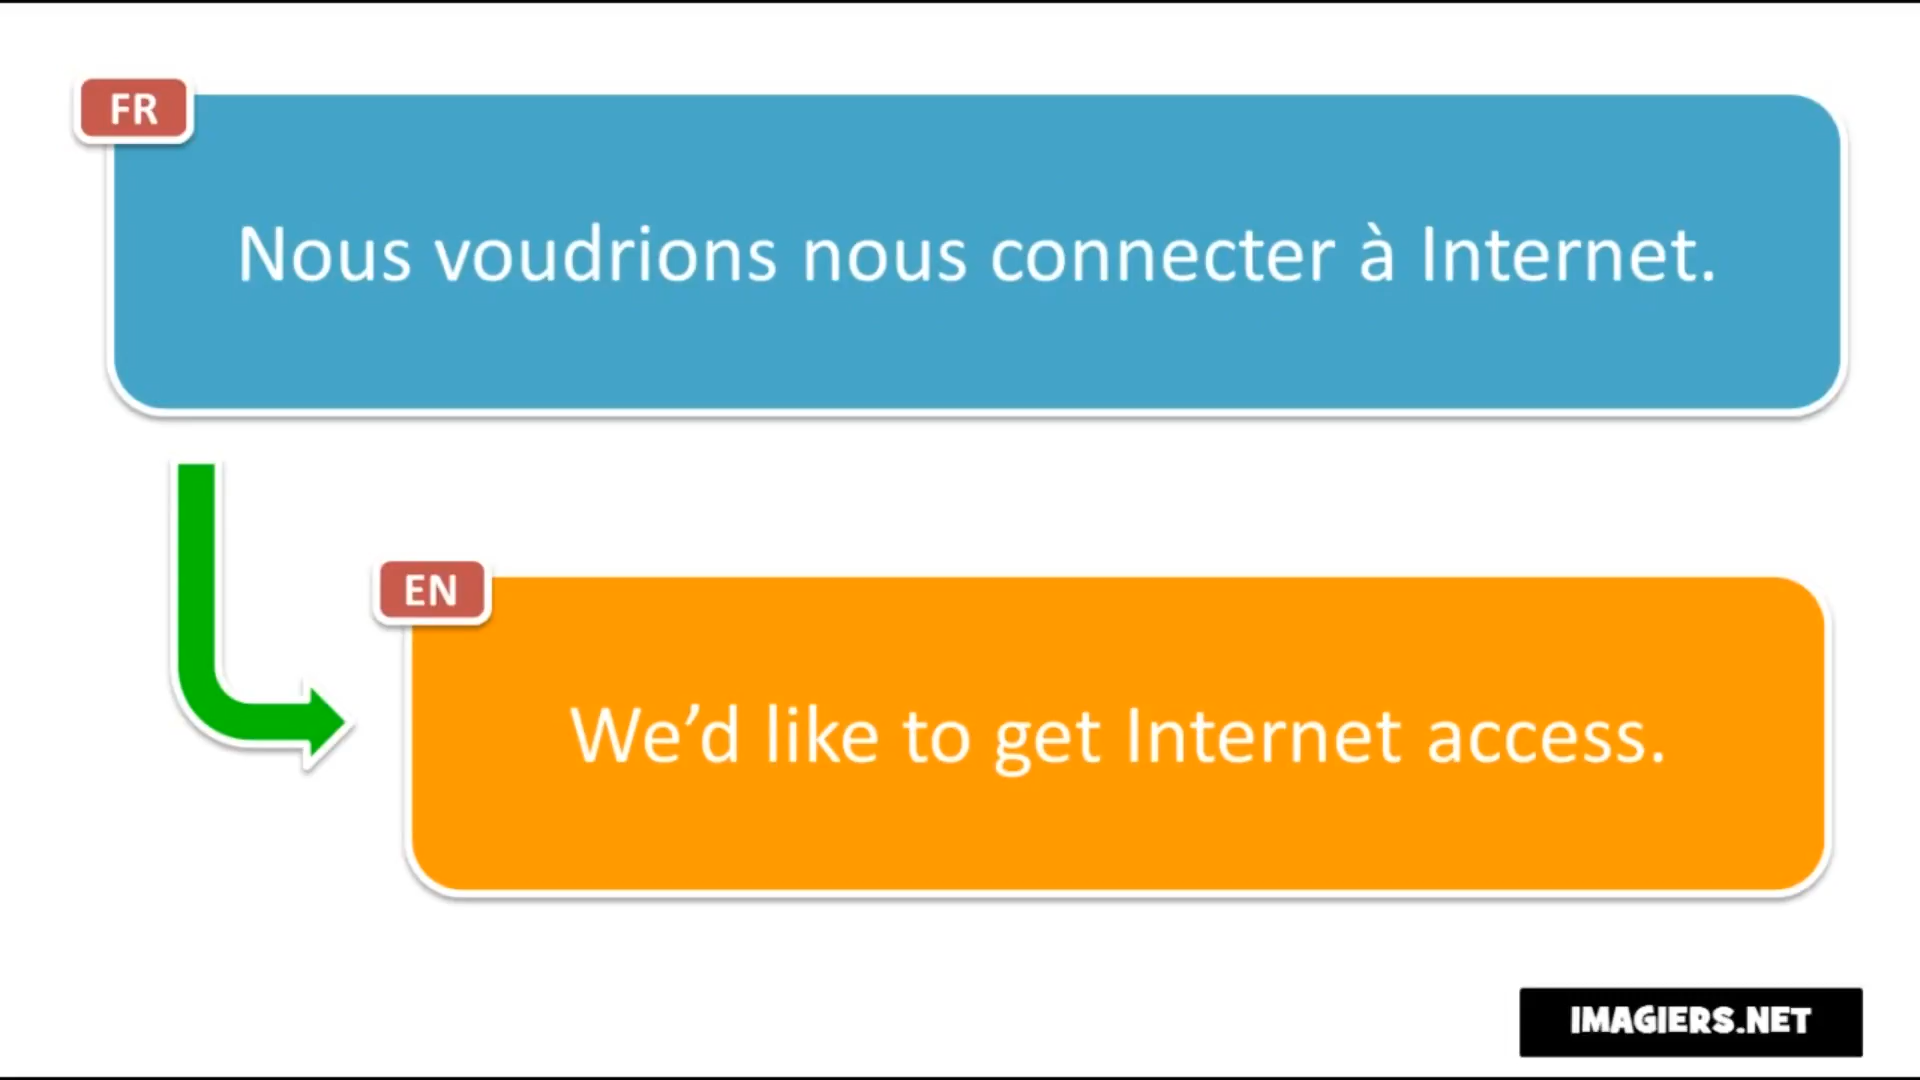 FR
Nous voudrions nous connecter à Internet.
EN
We’d like to get Internet access.
IMAGIERS.NET